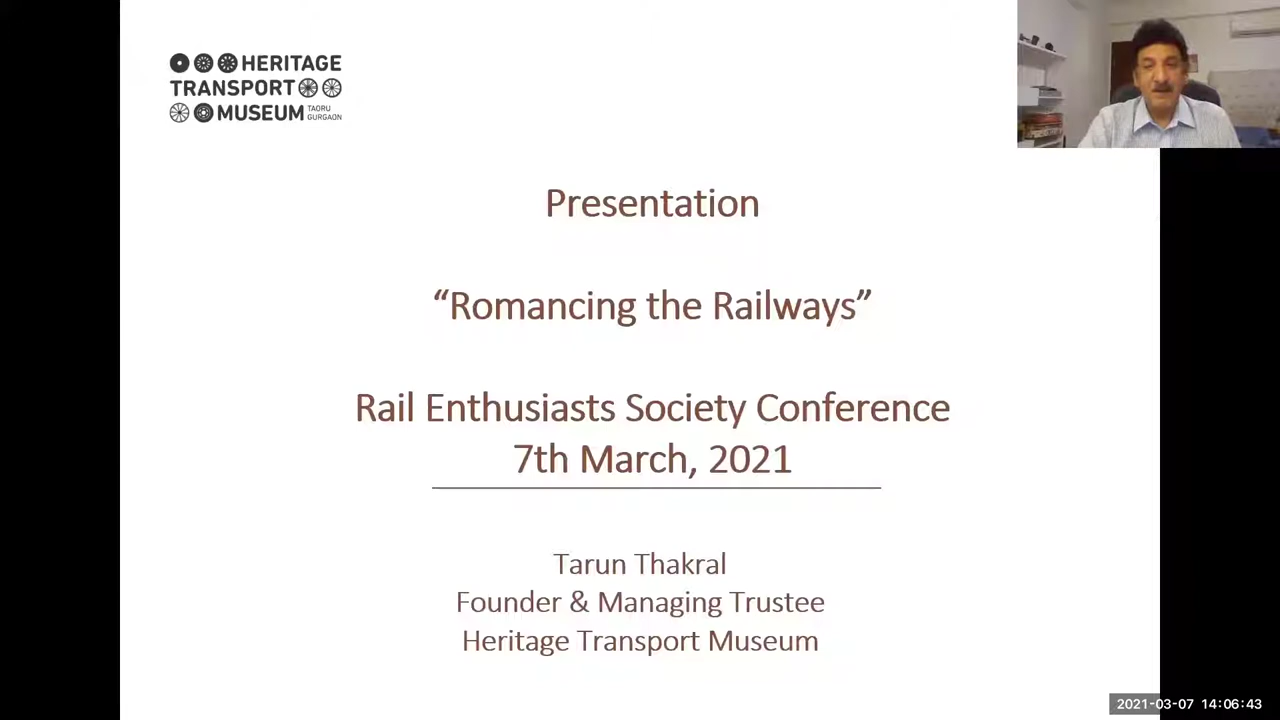 HERITAGE
TRANSPORT
MUSEUM TAORU GURGAON
Presentation
“Romancing the Railways”
Rail Enthusiasts Society Conference
7th March, 2021
Tarun Thakral
Founder & Managing Trustee
Heritage Transport Museum
2021-03-07 14:06:43